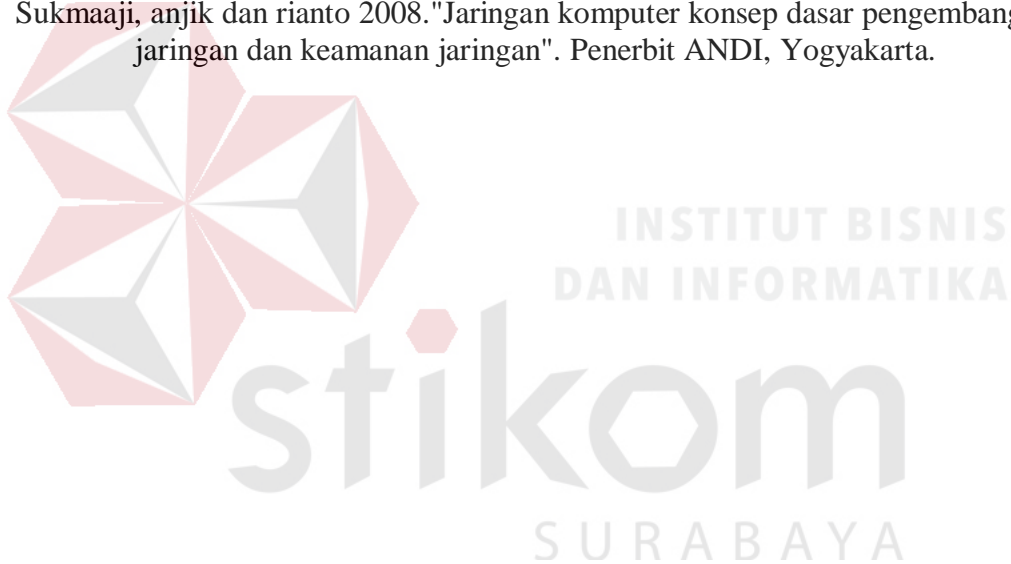 Sukmaaji, anjik dan rianto 2008."Jaringan komputer konsep dasar pengembang
jaringan dan keamanan jaringan". Penerbit ANDI, Yogyakarta.
INSTITUT BISNIS
DAN INFORMATIKA
stikom
SURABAYA